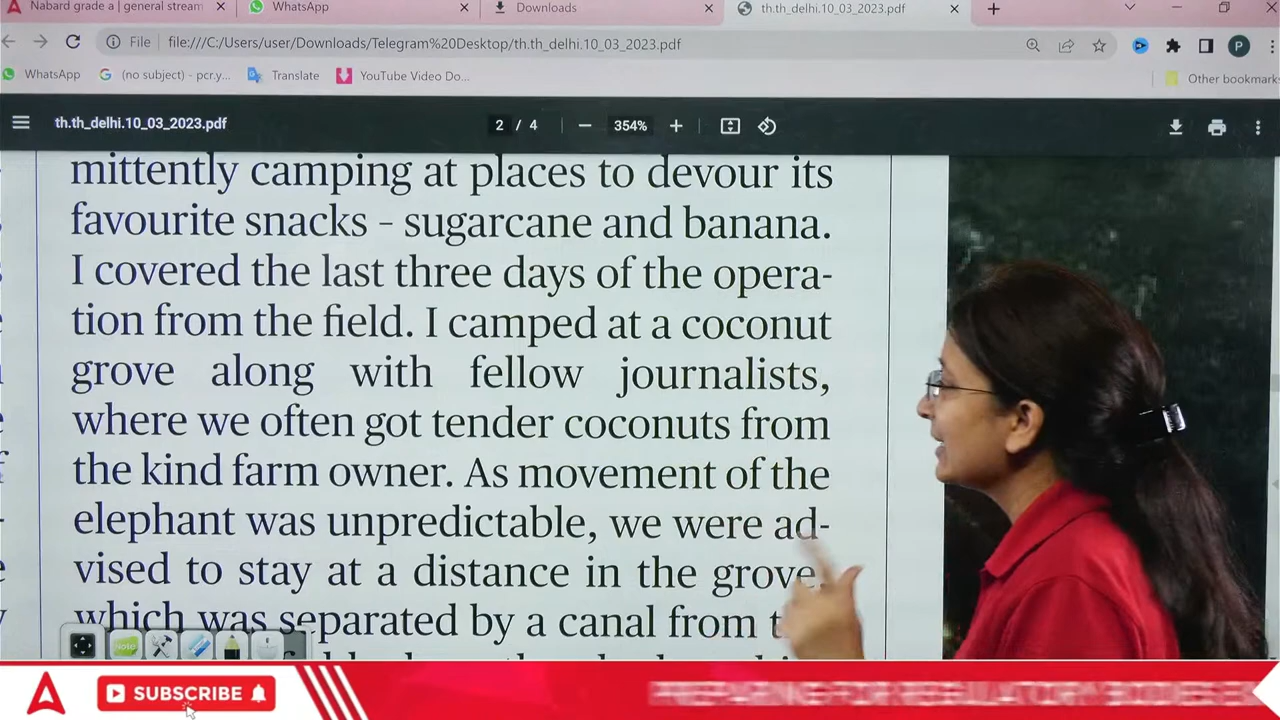 Nabard grade a | general stream
WhatsApp
Downloads
th.th_delhi.10_03_2023.pdf
File
file:///C:/Users/user/Downloads/Telegram%20Desktop/th.th_delhi.10_03_2023.pdf
P
WhatsApp
(no subject) - pcr.y...
Translate
YouTube Video Do...
Other bookmarks
th.th_delhi.10_03_2023.pdf
2 / 4
354%
mittently camping at places to devour its
favourite snacks – sugarcane and banana.
I covered the last three days of the opera-
tion from the field. I camped at a coconut
grove along with fellow journalists,
where we often got tender coconuts from
the kind farm owner. As movement of the
elephant was unpredictable, we were ad-
vised to stay at a distance in the grove,
which was separated by a canal from
Note
SUBSCRIBE